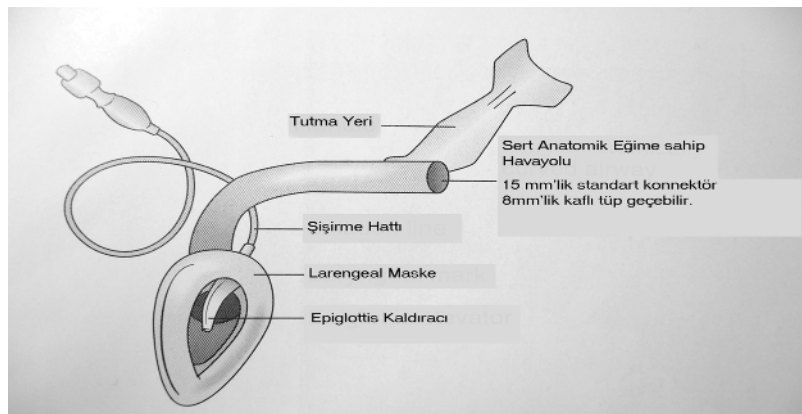 Tutma Yeri
Sert Anatomik Eğime sahip
Havayolu
15 mm'lik standart konnektör
8mm'lik kaflı tüp geçebilir.
Şişirme Hattı
Larengeal Maske
Epiglottis Kaldıracı